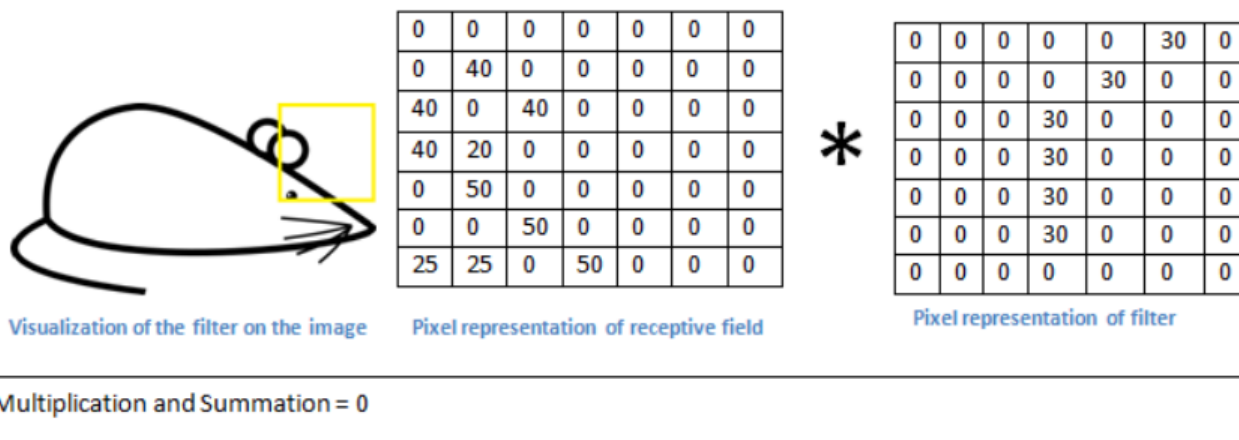 0 0 0 0 0 0 0
0 40 0 0 0 0 0
40 0 40 0 0 0 0
40 20 0 0 0 0 0
0 50 0 0 0 0 0
0 0 50 0 0 0 0
25 25 0 50 0 0 0
*
0 0 0 0 0 30 0
0 0 0 0 30 0 0
0 0 0 30 0 0 0
0 0 0 30 0 0 0
0 0 0 30 0 0 0
0 0 0 30 0 0 0
0 0 0 0 0 0 0
Visualization of the filter on the image
Pixel representation of receptive field
Pixel representation of filter
Multiplication and Summation = 0